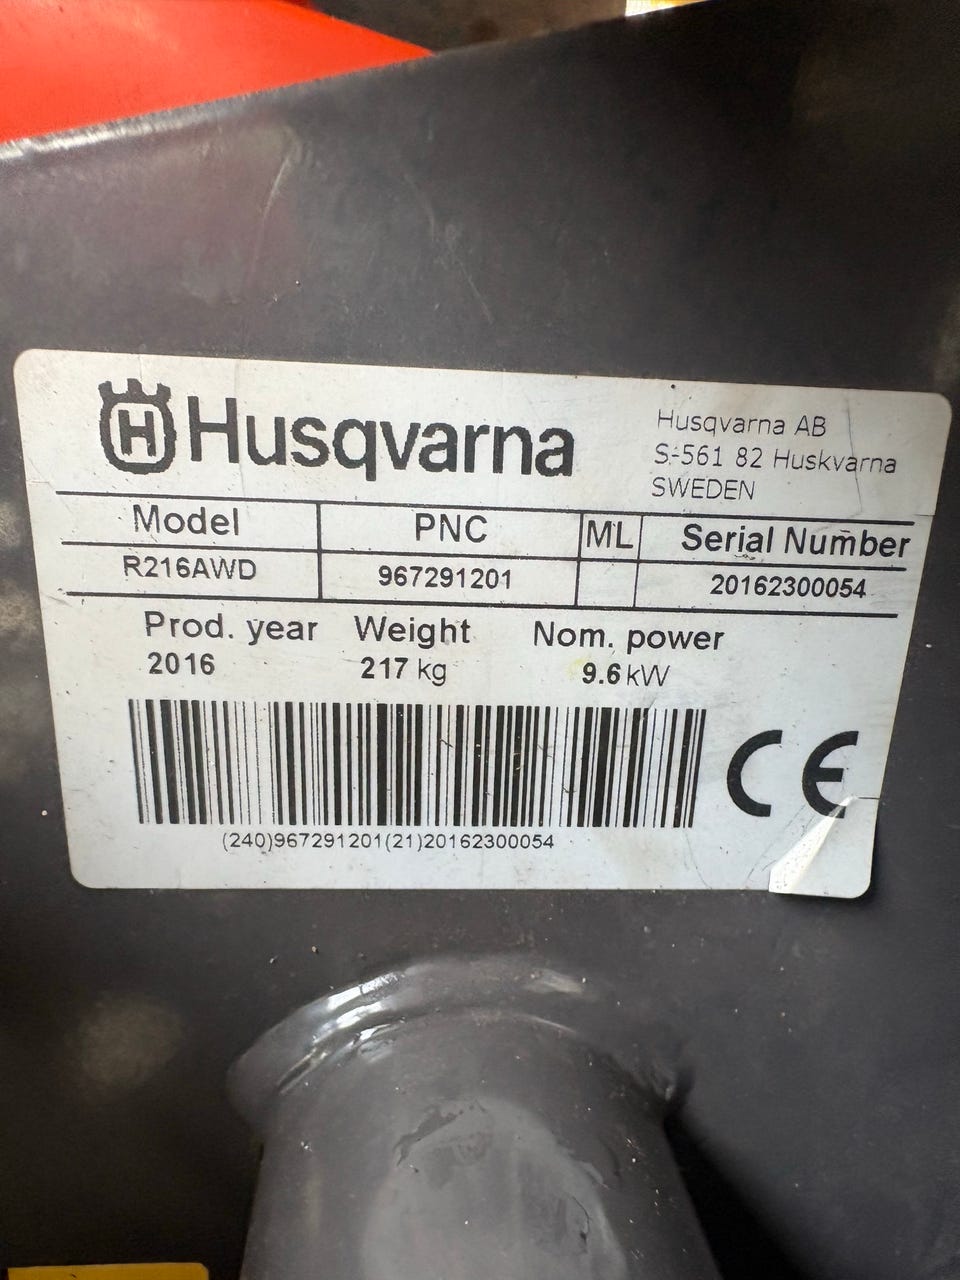 H Husqvarna
Husqvarna AB
S-561 82 Huskvarna
SWEDEN
Model PNC ML Serial Number
R216AWD 967291201 20162300054
Prod. year Weight Nom. power
2016 217 kg 9.6 kW
CE
(240)967291201(21)20162300054